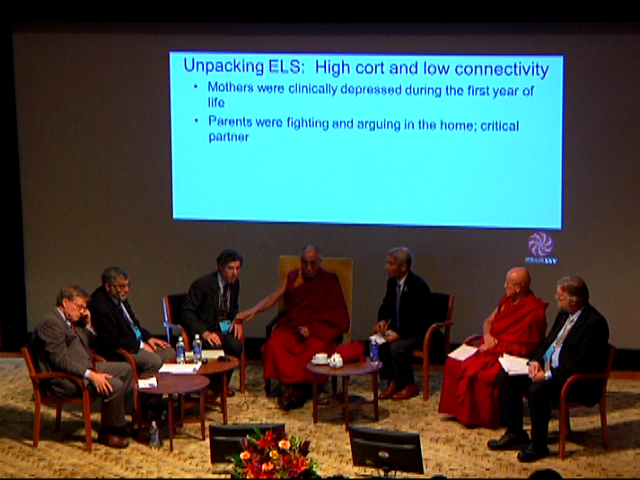 Unpacking ELS: High cort and low connectivity
• Mothers were clinically depressed during the first year of
life
• Parents were fighting and arguing in the home; critical
partner